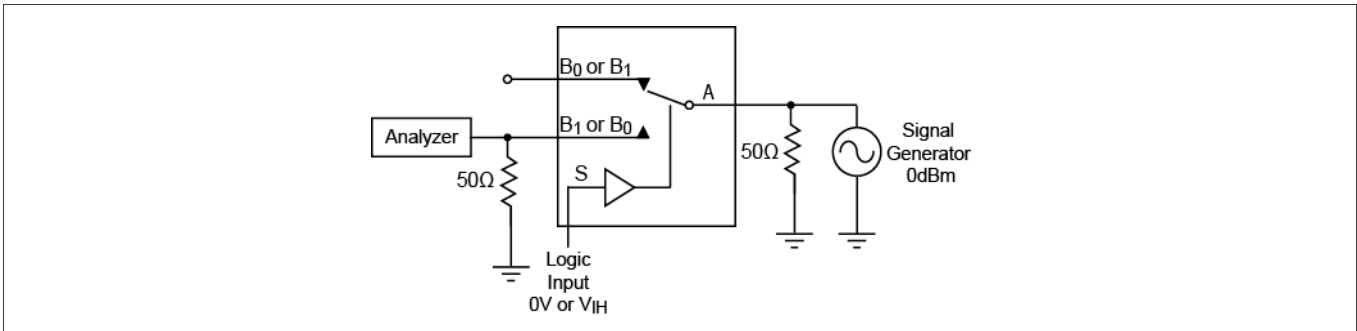 B0 or B1
A
B1 or B0
Analyzer
50Ω
S
50Ω
Signal
Generator
0dBm
Logic
Input
0V or VIH